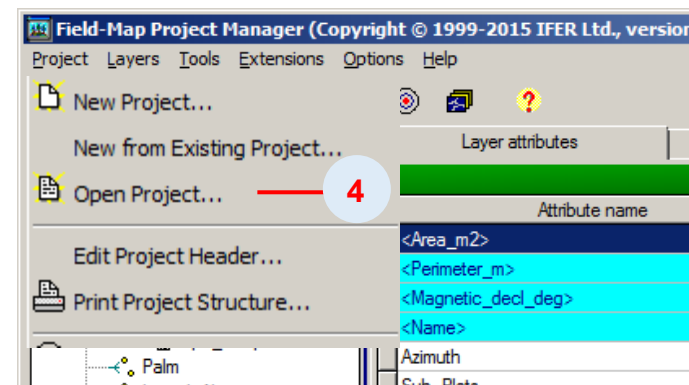 Field-Map Project Manager (Copyright © 1999-2015 IFER Ltd., version
Project Layers Tools Extensions Options Help
New Project...
New from Existing Project...
Open Project...
4
Edit Project Header...
Print Project Structure...
Palm
Layer attributes
Attribute name
<Area_m2>
<Perimeter_m>
<Magnetic_decl_deg>
<Name>
Azimuth